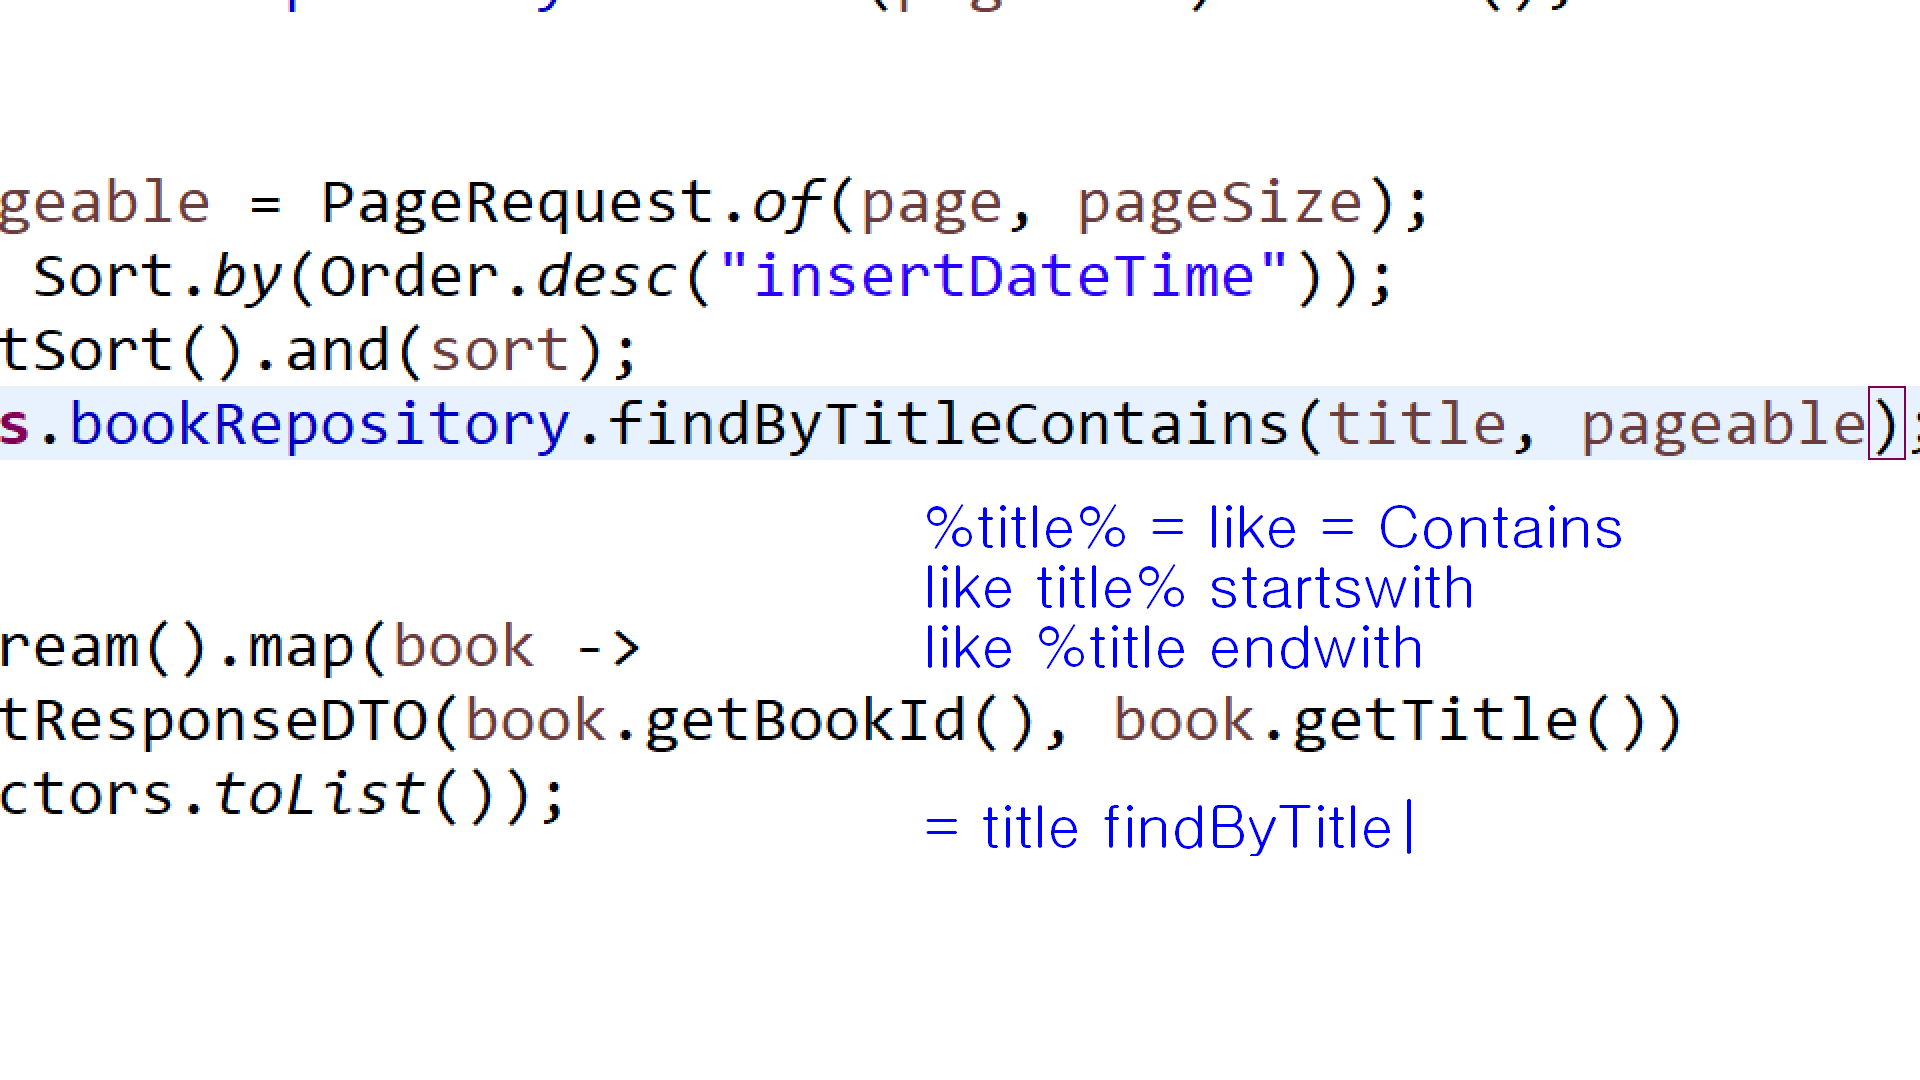 geable = PageRequest.of(page, pageSize);
Sort.by(Order.desc("insertDateTime"));
tSort().and(sort);
s.bookRepository.findByTitleContains(title, pageable);
%title% = like = Contains
like title% startswith
like %title endwith
ream().map(book ->
tResponseDTO(book.getBookId(), book.getTitle())
ctors.toList());
= title findByTitle